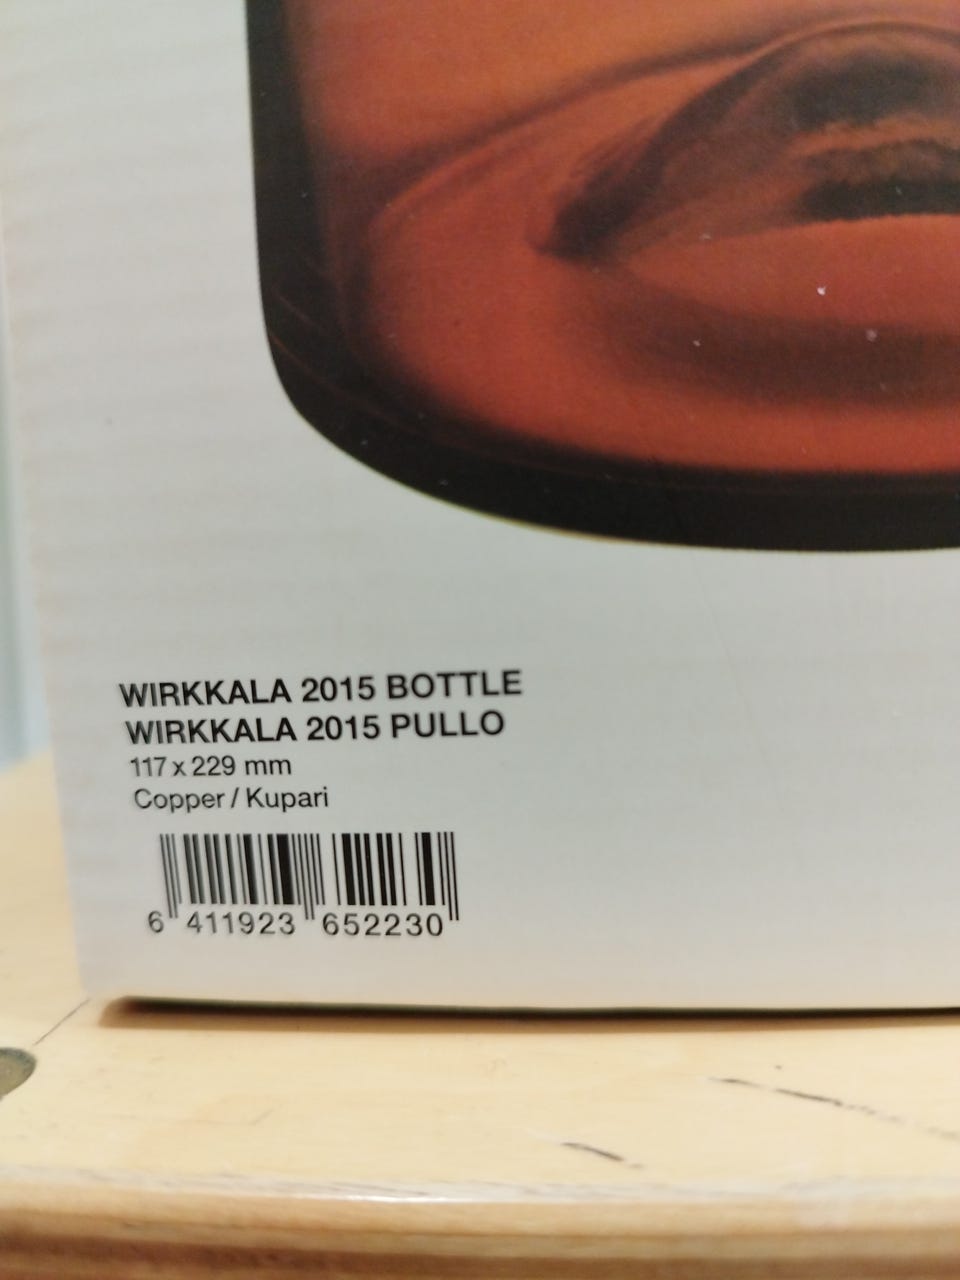 WIRKKALA 2015 BOTTLE
WIRKKALA 2015 PULLO
117 x 229 mm
Copper / Kupari
6 411923 652230